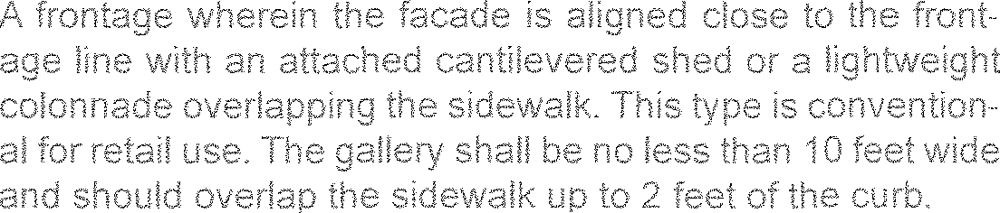 A frontage wherein the facade is aligned close to the front-
age line with an attached cantilevered shed or a lightweight
colonnade overlapping the sidewalk. This type is convention-
al for retail use. The gallery shall be no less than 10 feet wide
and should overlap the sidewalk up to 2 feet of the curb.